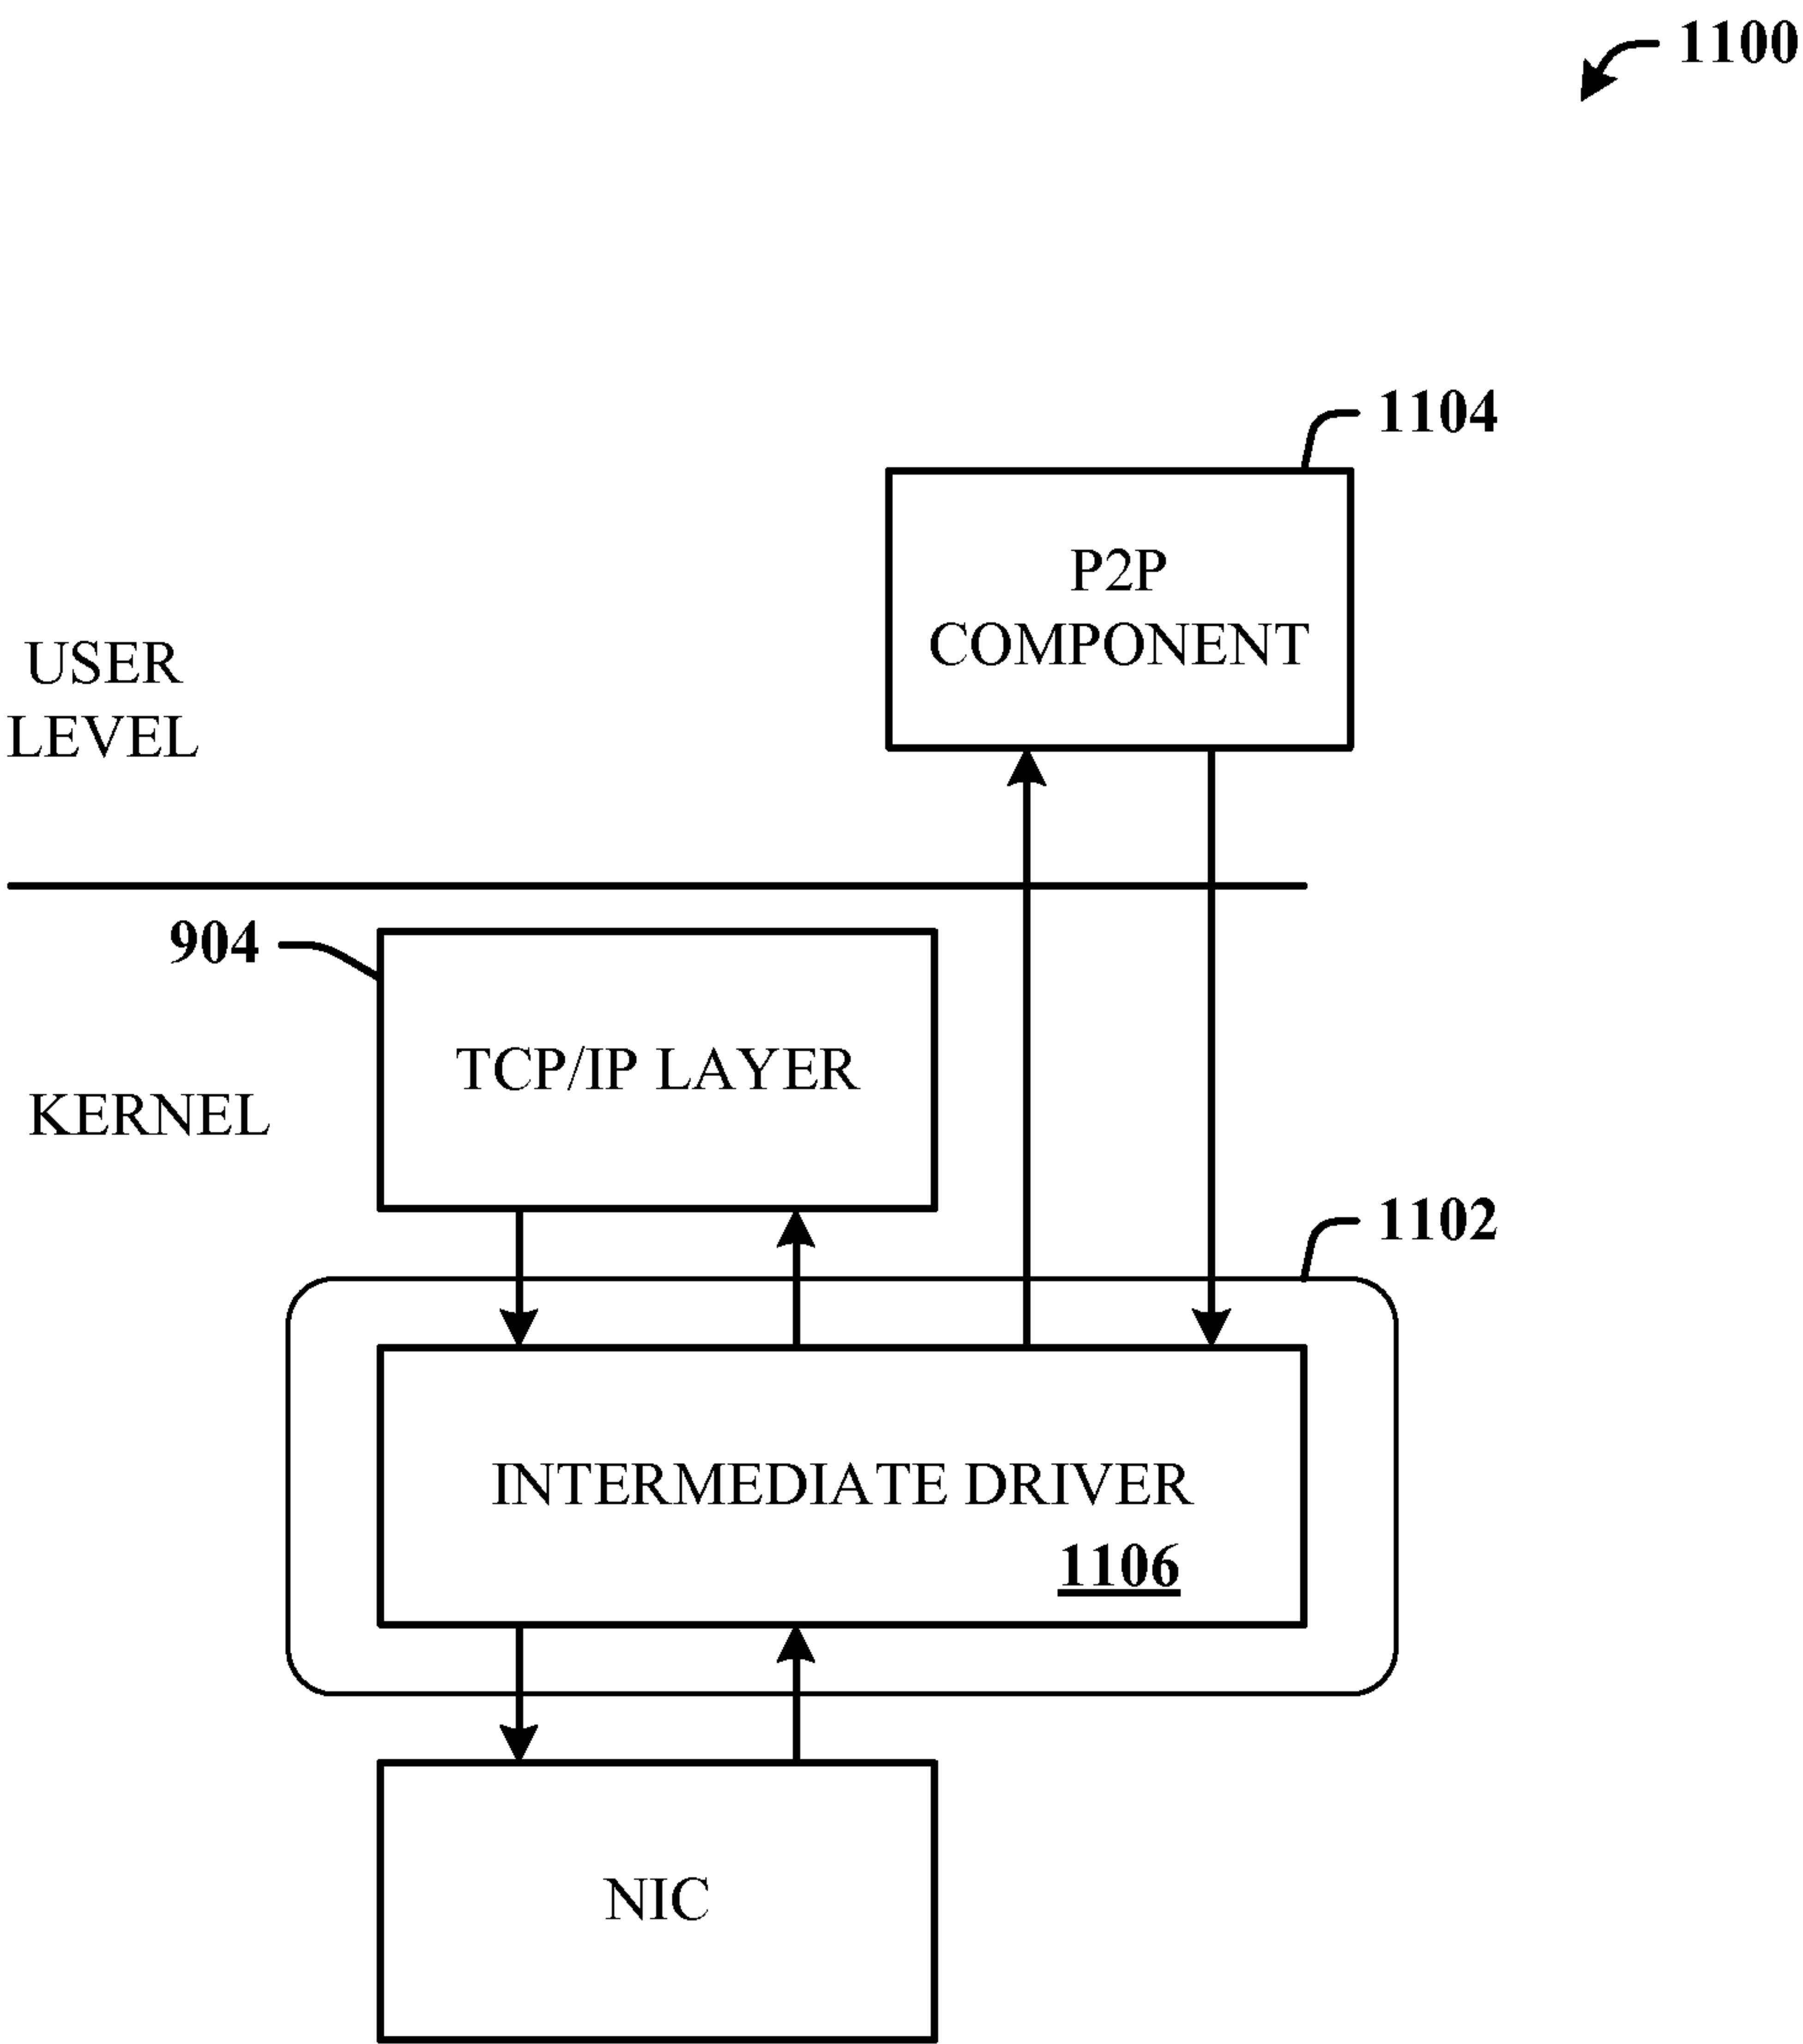 1100
1104
P2P
COMPONENT
USER
LEVEL
904
TCP/IP LAYER
KERNEL
1102
INTERMEDIATE DRIVER
1106
NIC